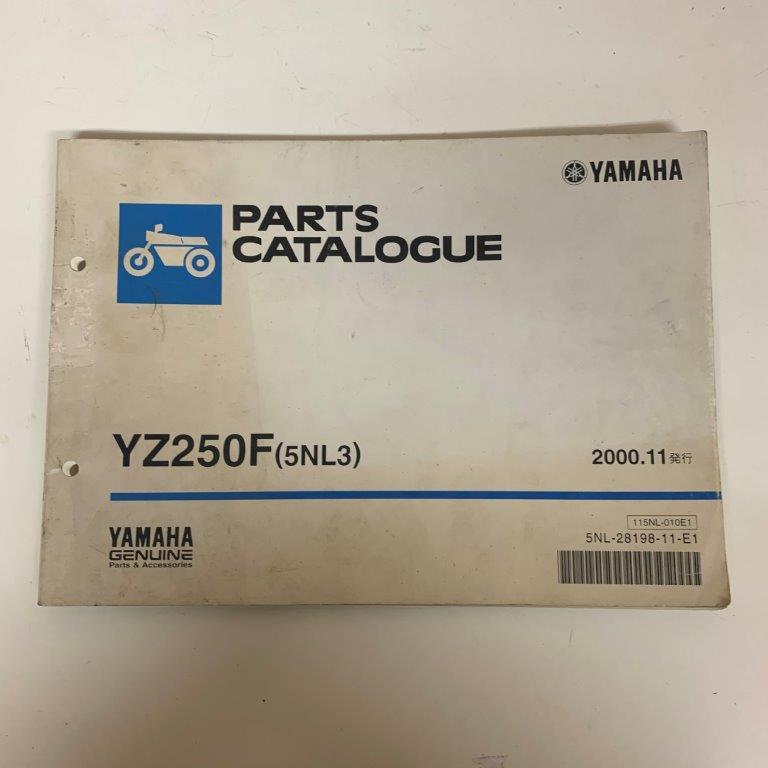 YAMAHA
PARTS
CATALOGUE
YZ250F(5NL3)
2000.11発行
115NL-010E1
5NL-28198-11-E1
YAMAHA
GENUINE
Parts & Accessories